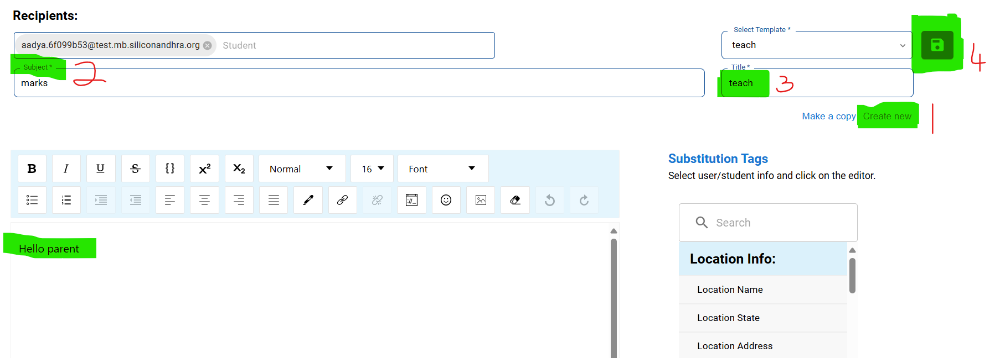 Recipients:
aadya.6f099b53@test.mb.siliconandhra.org Student
Select Template *
teach
4
Subject *
marks
2
Title *
teach
3
Make a copy Create new
1
B I U S {} x² X₂ Normal 16 Font
Substitution Tags
Select user/student info and click on the editor.
Search
Hello parent
Location Info:
Location Name
Location State
Location Address